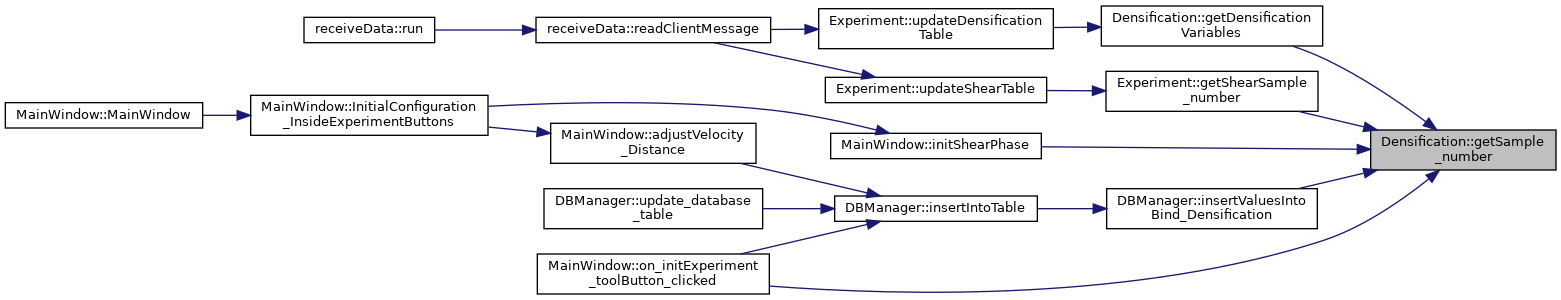 Densification::getDensification
Variables
Experiment::updateDensification
Table
receiveData::run
receiveData::readClientMessage
Experiment::getShearSample
_number
Experiment::updateShearTable
MainWindow::MainWindow
MainWindow::InitialConfiguration
_InsideExperimentButtons
MainWindow::adjustVelocity
_Distance
MainWindow::initShearPhase
Densification::getSample
_number
DBManager::update_database
_table
DBManager::insertIntoTable
DBManager::insertValuesInto
Bind_Densification
MainWindow::on_initExperiment
_toolButton_clicked